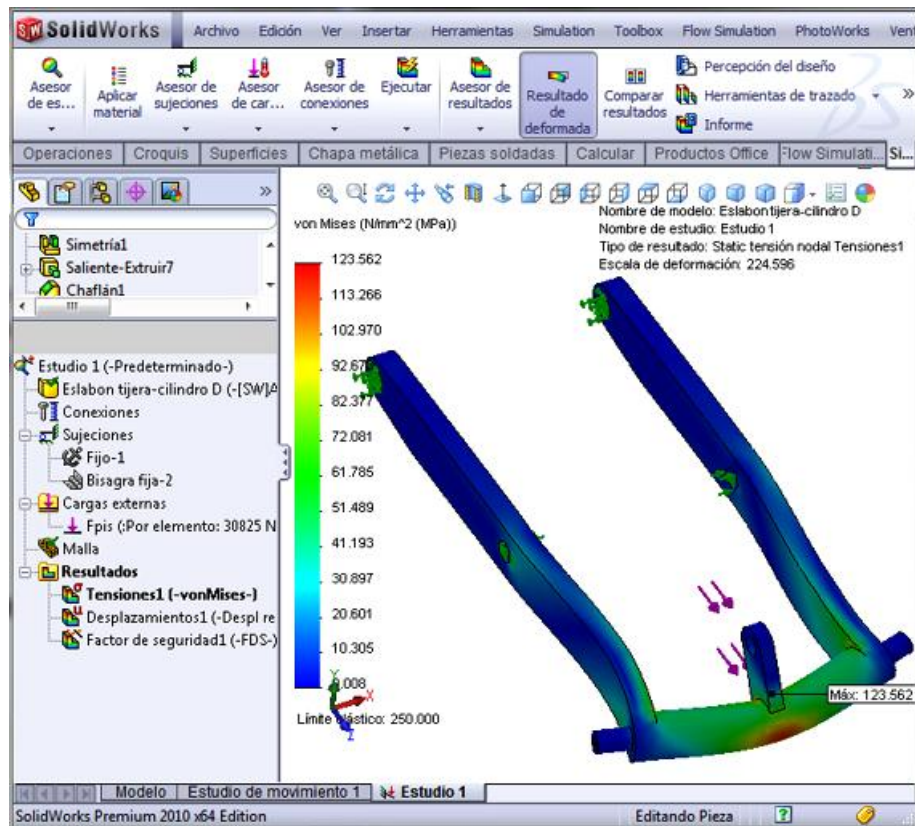 SolidWorks Archivo Edición Ver Insertar Herramientas Simulation Toolbox Flow Simulation PhotoWorks Vent
Asesor de es...
Aplicar material
Asesor de sujeciones
Asesor de car...
Asesor de conexiones
Ejecutar
Asesor de resultados
Resultado de deformada
Comparar resultados
Percepción del diseño
Herramientas de trazado
Informe
Operaciones Croquis Superficies Chapa metálica Piezas soldadas Calcular Productos Office Flow Simulati... Si...
Simetría1
Saliente-Extruir7
Chaflán1
Estudio 1 (-Predeterminado-)
Eslabon tijera-cilindro D (-[SW]A
Conexiones
Sujeciones
Fijo-1
Bisagra fija-2
Cargas externas
Fpis (:Por elemento: 30825 N
Malla
Resultados
Tensiones1 (-vonMises-)
Desplazamientos1 (-Despl re
Factor de seguridad1 (-FDS-)
von Mises (N/mm^2 (MPa))
123.562
113.266
102.970
92.673
82.377
72.081
61.785
51.489
41.193
30.897
20.601
10.305
0.008
Límite elástico: 250.000
Y
X
Z
Nombre de modelo: Eslabon tijera-cilindro D
Nombre de estudio: Estudio 1
Tipo de resultado: Static tensión nodal Tensiones1
Escala de deformación: 224.596
Máx: 123.562
Modelo Estudio de movimiento 1 Estudio 1
SolidWorks Premium 2010 x64 Edition Editando Pieza